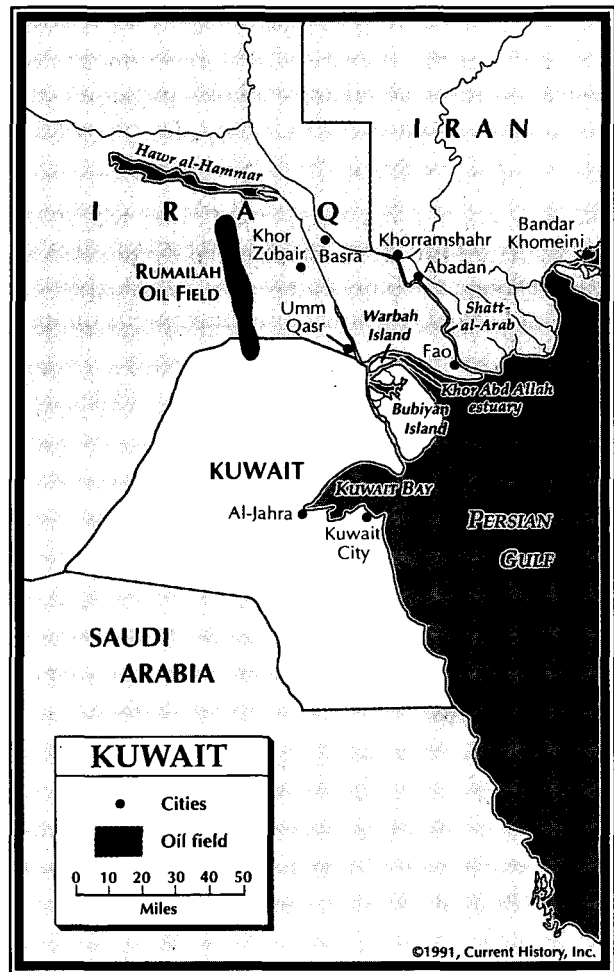 IRAN
Hawr al-Hammar
IRAQ
Khor
Zubair
Basra
Khorramshahr
Abadan
Bandar
Khomeini
RUMAILAH
OIL FIELD
Umm
Qasr
Warbah
Island
Shatt-
al-Arab
Fao
Khor Abd Allah
estuary
Bubiyan
Island
KUWAIT
KUWAIT BAY
Al-Jahra
Kuwait
City
PERSIAN
GULF
SAUDI
ARABIA
KUWAIT
Cities
Oil field
0 10 20 30 40 50
Miles
©1991, Current History, Inc.